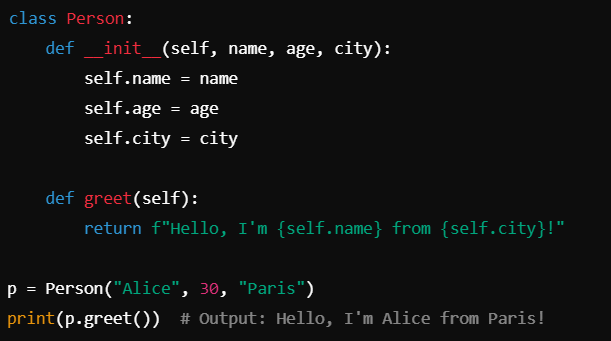 class Person:
    def __init__(self, name, age, city):
        self.name = name
        self.age = age
        self.city = city

    def greet(self):
        return f"Hello, I'm {self.name} from {self.city}!"

p = Person("Alice", 30, "Paris")
print(p.greet())  # Output: Hello, I'm Alice from Paris!